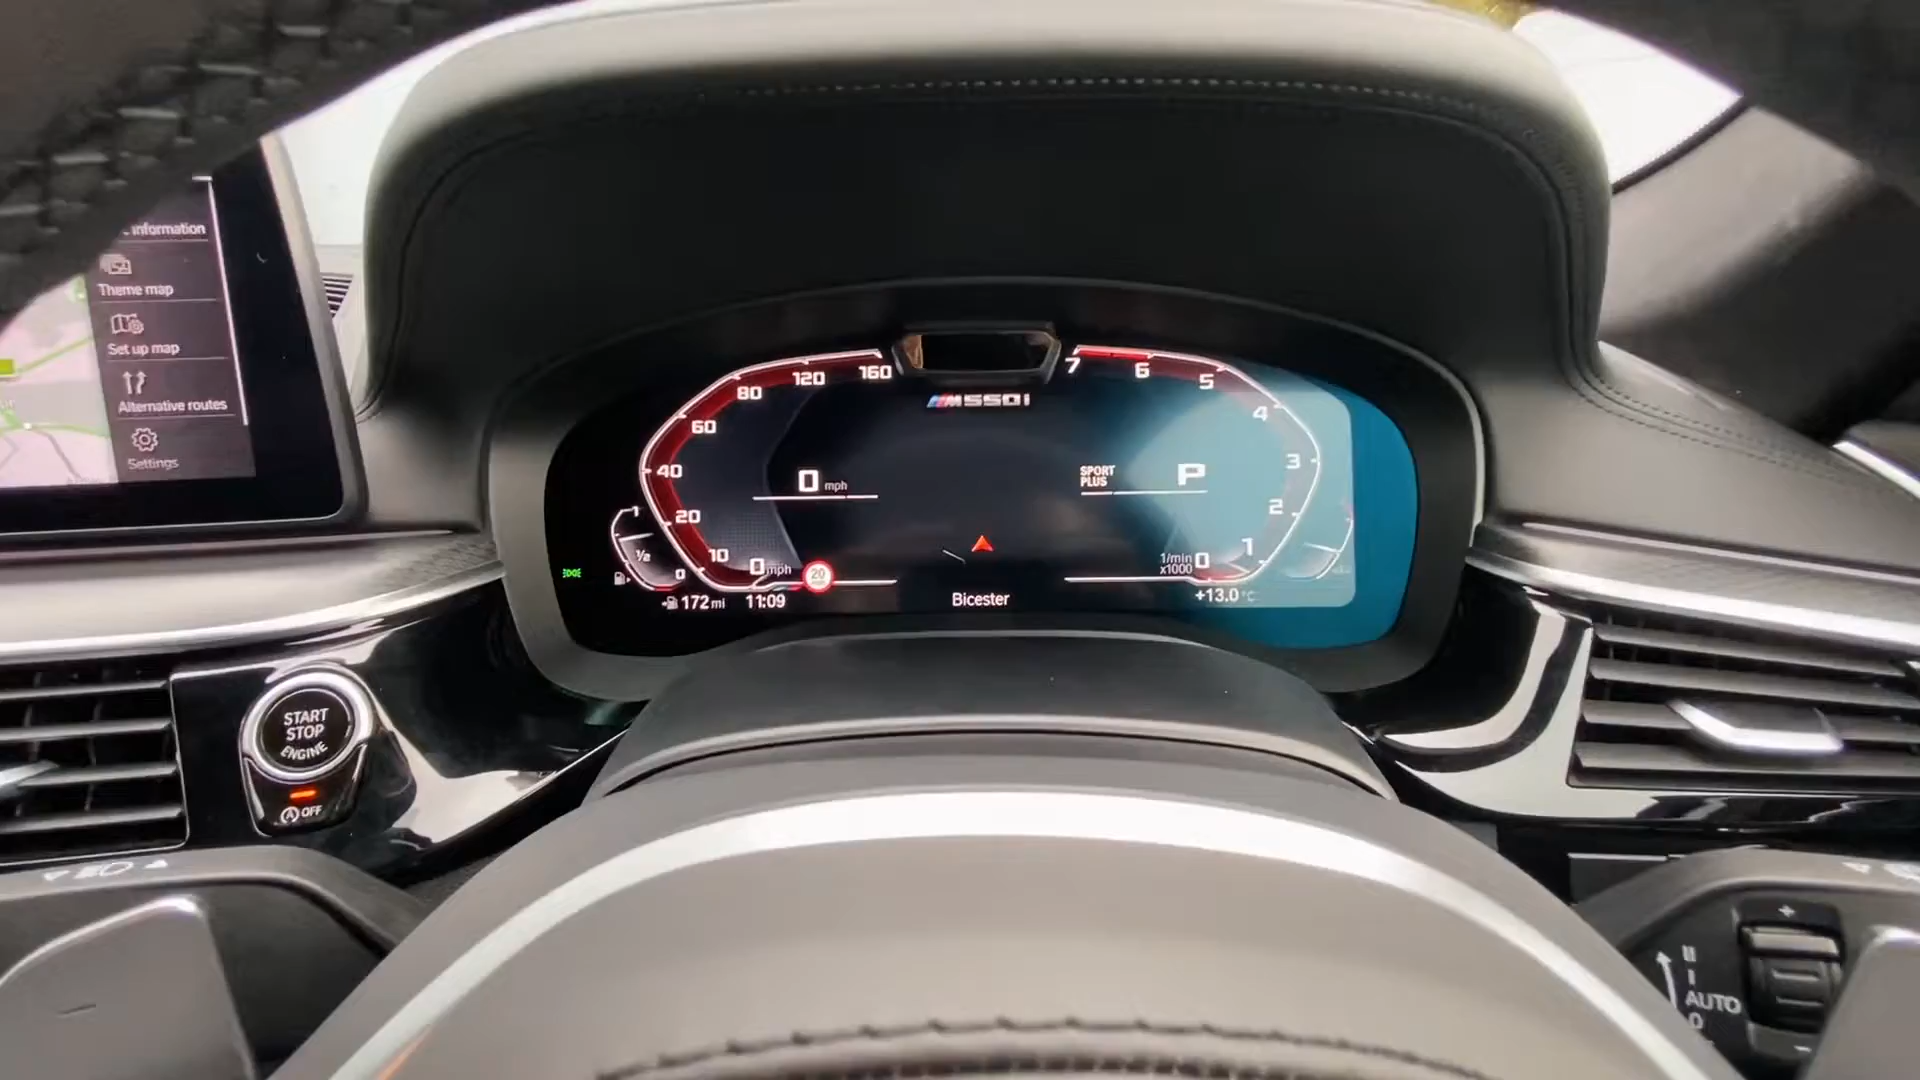 information
Theme map
Set up map
Alternative routes
Settings
160
120
80
60
40
20
10
0 mph
1
1/2
0
7
6
5
4
3
2
1
0
1/min
x1000
M550i
0 mph
SPORT
PLUS
P
20
172 mi
11:09
Bicester
+13.0 °C
START
STOP
ENGINE
A OFF
+
II
I
AUTO
0
-